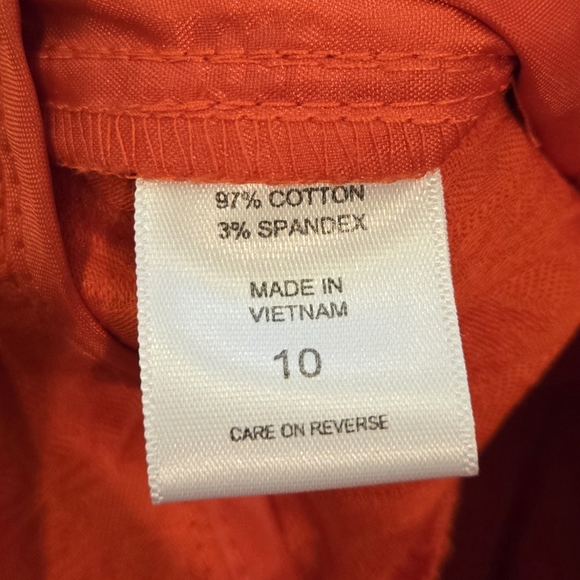 97% COTTON
3% SPANDEX
MADE IN
VIETNAM
10
CARE ON REVERSE